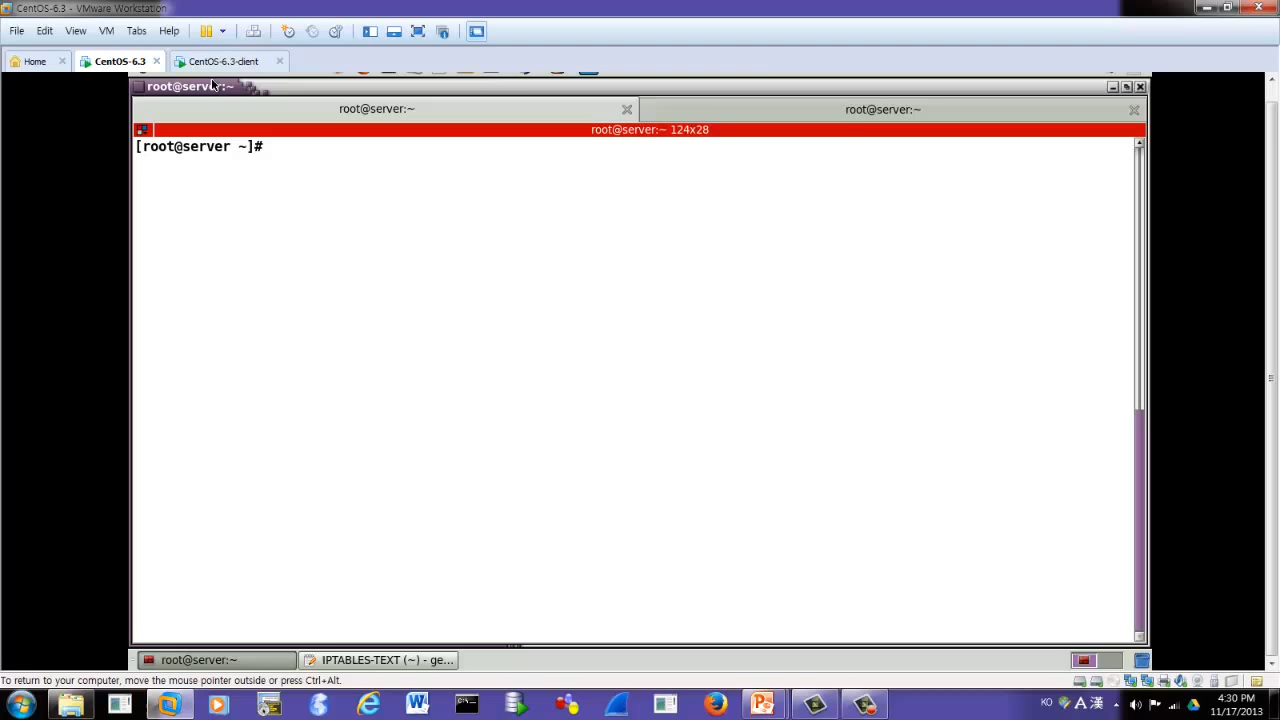 CentOS-6.3 - VMware Workstation
File Edit View VM Tabs Help
Home CentOS-6.3 CentOS-6.3-client
root@server:~
root@server:~ root@server:~
root@server:~ 124x28
[root@server ~]#
root@server:~ IPTABLES-TEXT (~) - ge...
To return to your computer, move the mouse pointer outside or press Ctrl+Alt.
KO A 漢 4:30 PM
11/17/2013